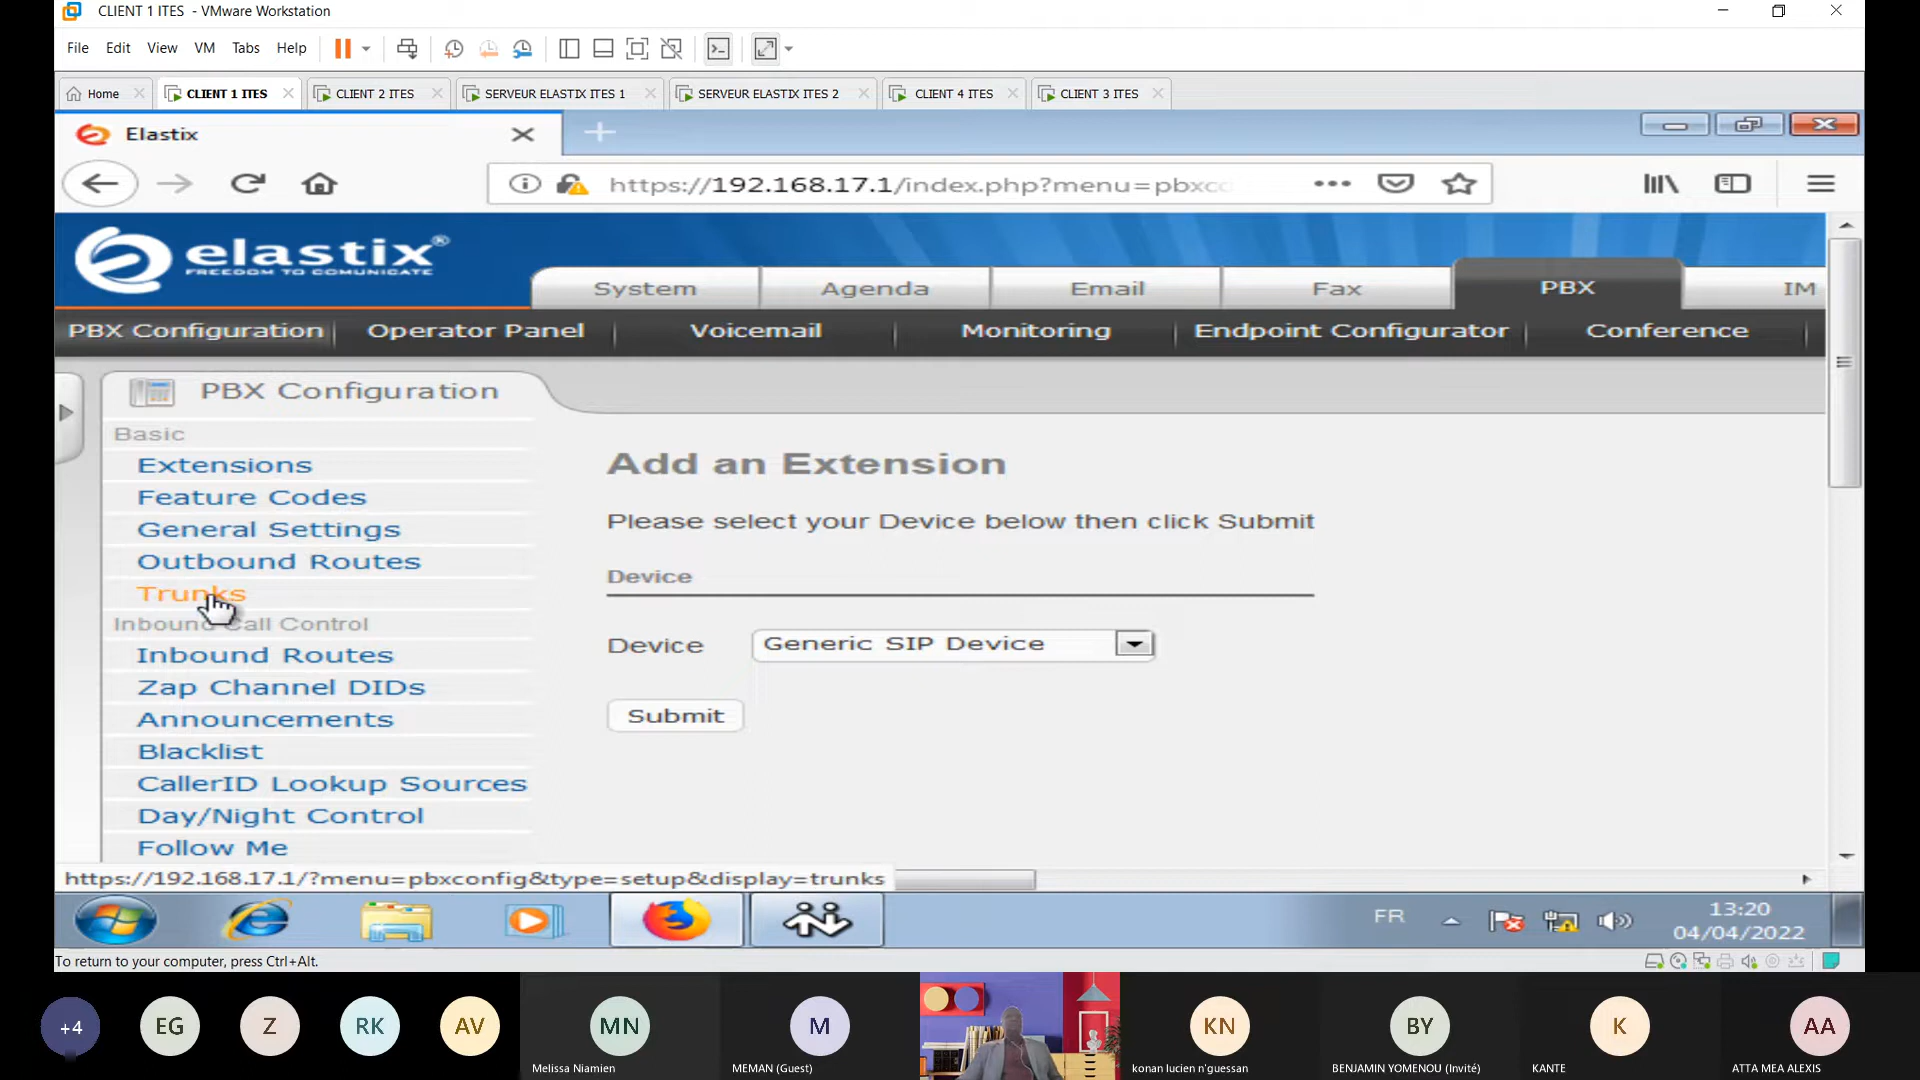 CLIENT 1 ITES - VMware Workstation
File Edit View VM Tabs Help
Home CLIENT 1 ITES CLIENT 2 ITES SERVEUR ELASTIX ITES 1 SERVEUR ELASTIX ITES 2 CLIENT 4 ITES CLIENT 3 ITES
Elastix
https://192.168.17.1/index.php?menu=pbxco
elastix®
FREEDOM TO COMUNICATE
System Agenda Email Fax PBX IM
PBX Configuration Operator Panel Voicemail Monitoring Endpoint Configurator Conference
PBX Configuration
Basic
Extensions
Feature Codes
General Settings
Outbound Routes
Trunks
Inbound Call Control
Inbound Routes
Zap Channel DIDs
Announcements
Blacklist
CallerID Lookup Sources
Day/Night Control
Follow Me
Add an Extension
Please select your Device below then click Submit
Device
Device Generic SIP Device
Submit
https://192.168.17.1/?menu=pbxconfig&type=setup&display=trunks
FR
13:20
04/04/2022
To return to your computer, press Ctrl+Alt.
+4 EG Z RK AV MN M KN BY K AA
Melissa Niamien MEMAN (Guest) konan lucien n'guessan BENJAMIN YOMENOU (Invité) KANTE ATTA MEA ALEXIS